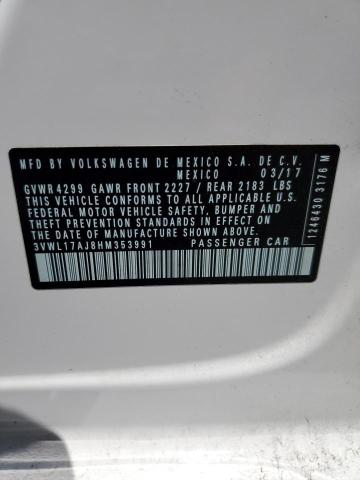 MFD BY VOLKSWAGEN DE MEXICO S.A. DE C.V.
MEXICO 03/17
GVWR 4299 GAWR FRONT 2227 / REAR 2183 LBS
THIS VEHICLE CONFORMS TO ALL APPLICABLE U.S.
FEDERAL MOTOR VEHICLE SAFETY, BUMPER AND
THEFT PREVENTION STANDARDS IN EFFECT ON
THE DATE OF MANUFACTURE SHOWN ABOVE.
3VWL17AJ8HM353991 PASSENGER CAR
1246430 3176 M